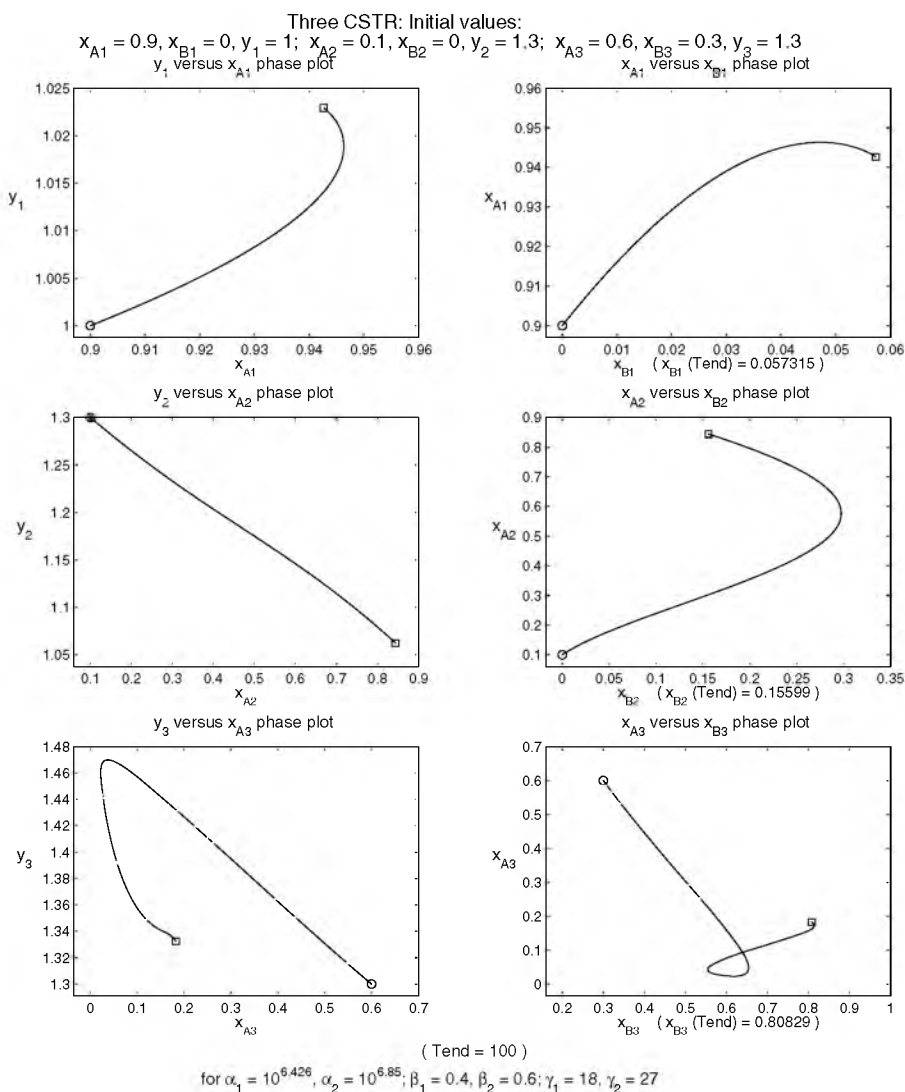 Three CSTR: Initial values:
x_A1 = 0.9, x_B1 = 0, y_1 = 1; x_A2 = 0.1, x_B2 = 0, y_2 = 1.3; x_A3 = 0.6, x_B3 = 0.3, y_3 = 1.3
y_1 versus x_A1 phase plot
x_A1 versus x_B1 phase plot
1.025
1.02
1.015
1.01
1.005
1
y_1
0.9 0.91 0.92 0.93 0.94 0.95 0.96
x_A1
0.96
0.95
0.94
0.93
0.92
0.91
0.9
x_A1
0 0.01 0.02 0.03 0.04 0.05 0.06
x_B1 ( x_B1 (Tend) = 0.057315 )
y_2 versus x_A2 phase plot
x_A2 versus x_B2 phase plot
1.3
1.25
1.2
1.15
1.1
1.05
y_2
0.1 0.2 0.3 0.4 0.5 0.6 0.7 0.8 0.9
x_A2
0.9
0.8
0.7
0.6
0.5
0.4
0.3
0.2
0.1
x_A2
0 0.05 0.1 0.15 0.2 0.25 0.3 0.35
x_B2 ( x_B2 (Tend) = 0.15599 )
y_3 versus x_A3 phase plot
x_A3 versus x_B3 phase plot
1.48
1.46
1.44
1.42
1.4
1.38
1.36
1.34
1.32
1.3
y_3
0 0.1 0.2 0.3 0.4 0.5 0.6 0.7
x_A3
0.7
0.6
0.5
0.4
0.3
0.2
0.1
0
x_A3
0.2 0.3 0.4 0.5 0.6 0.7 0.8 0.9 1
x_B3 ( x_B3 (Tend) = 0.80829 )
( Tend = 100 )
for α_1 = 10^6.426, α_2 = 10^6.85; β_1 = 0.4, β_2 = 0.6; γ_1 = 18, γ_2 = 27